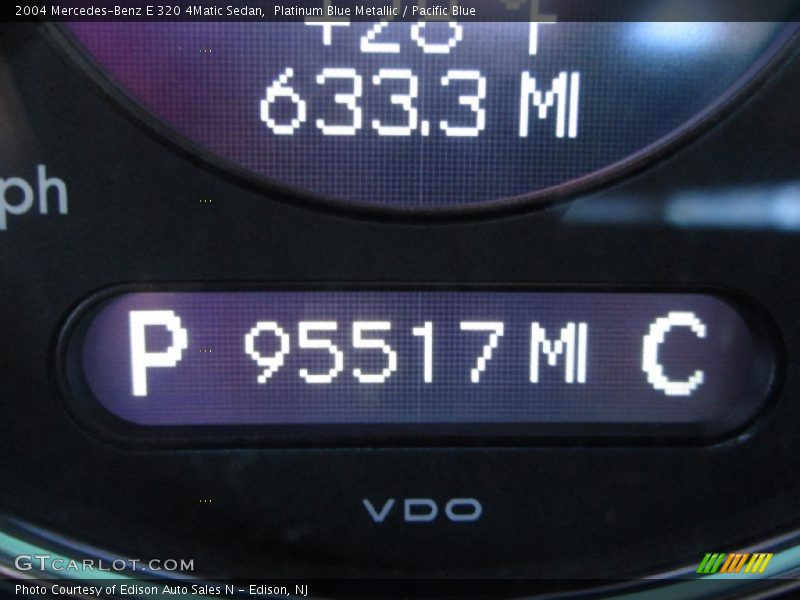 2004 Mercedes-Benz E 320 4Matic Sedan,  Platinum Blue Metallic / Pacific Blue
633.3 MI
ph
P 95517 MI C
VDO
GTCARLOT.COM
Photo Courtesy of Edison Auto Sales N - Edison, NJ